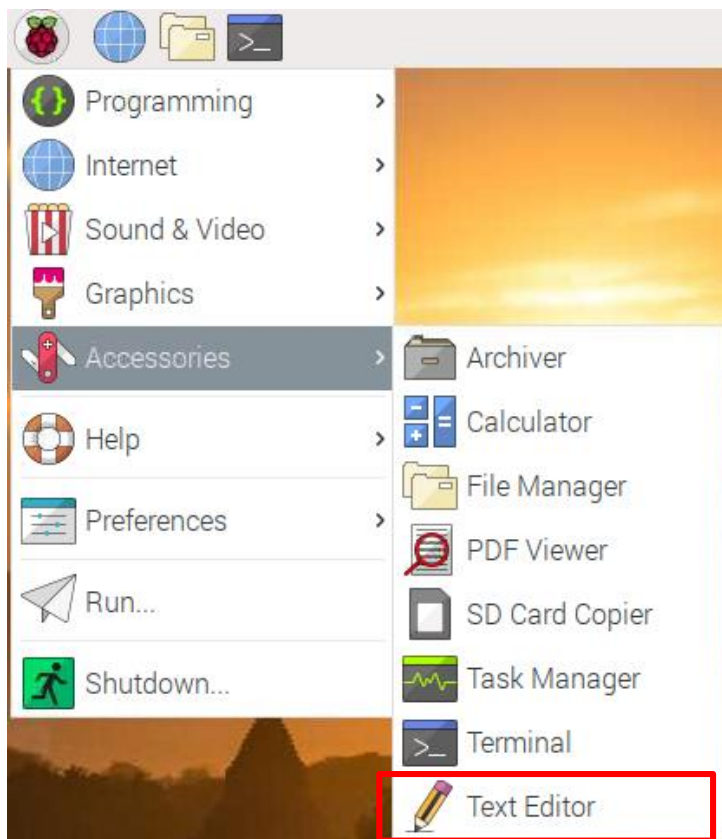 Programming
Internet
Sound & Video
Graphics
Accessories
Help
Preferences
Run...
Shutdown...
Archiver
Calculator
File Manager
PDF Viewer
SD Card Copier
Task Manager
Terminal
Text Editor